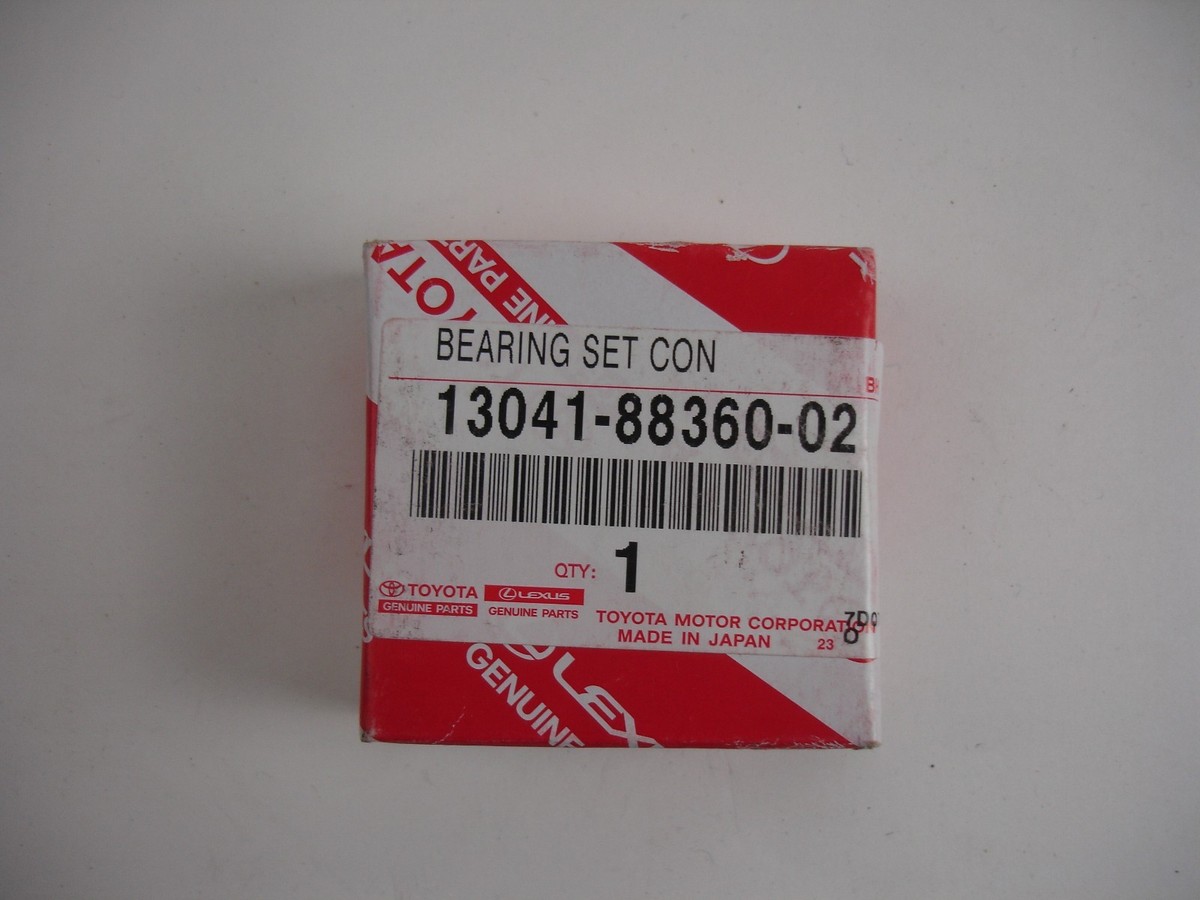 BEARING SET CON
13041-88360-02
QTY: 1
TOYOTA
GENUINE PARTS
LEXUS
GENUINE PARTS
TOYOTA MOTOR CORPORATION
MADE IN JAPAN
23
GENUINE